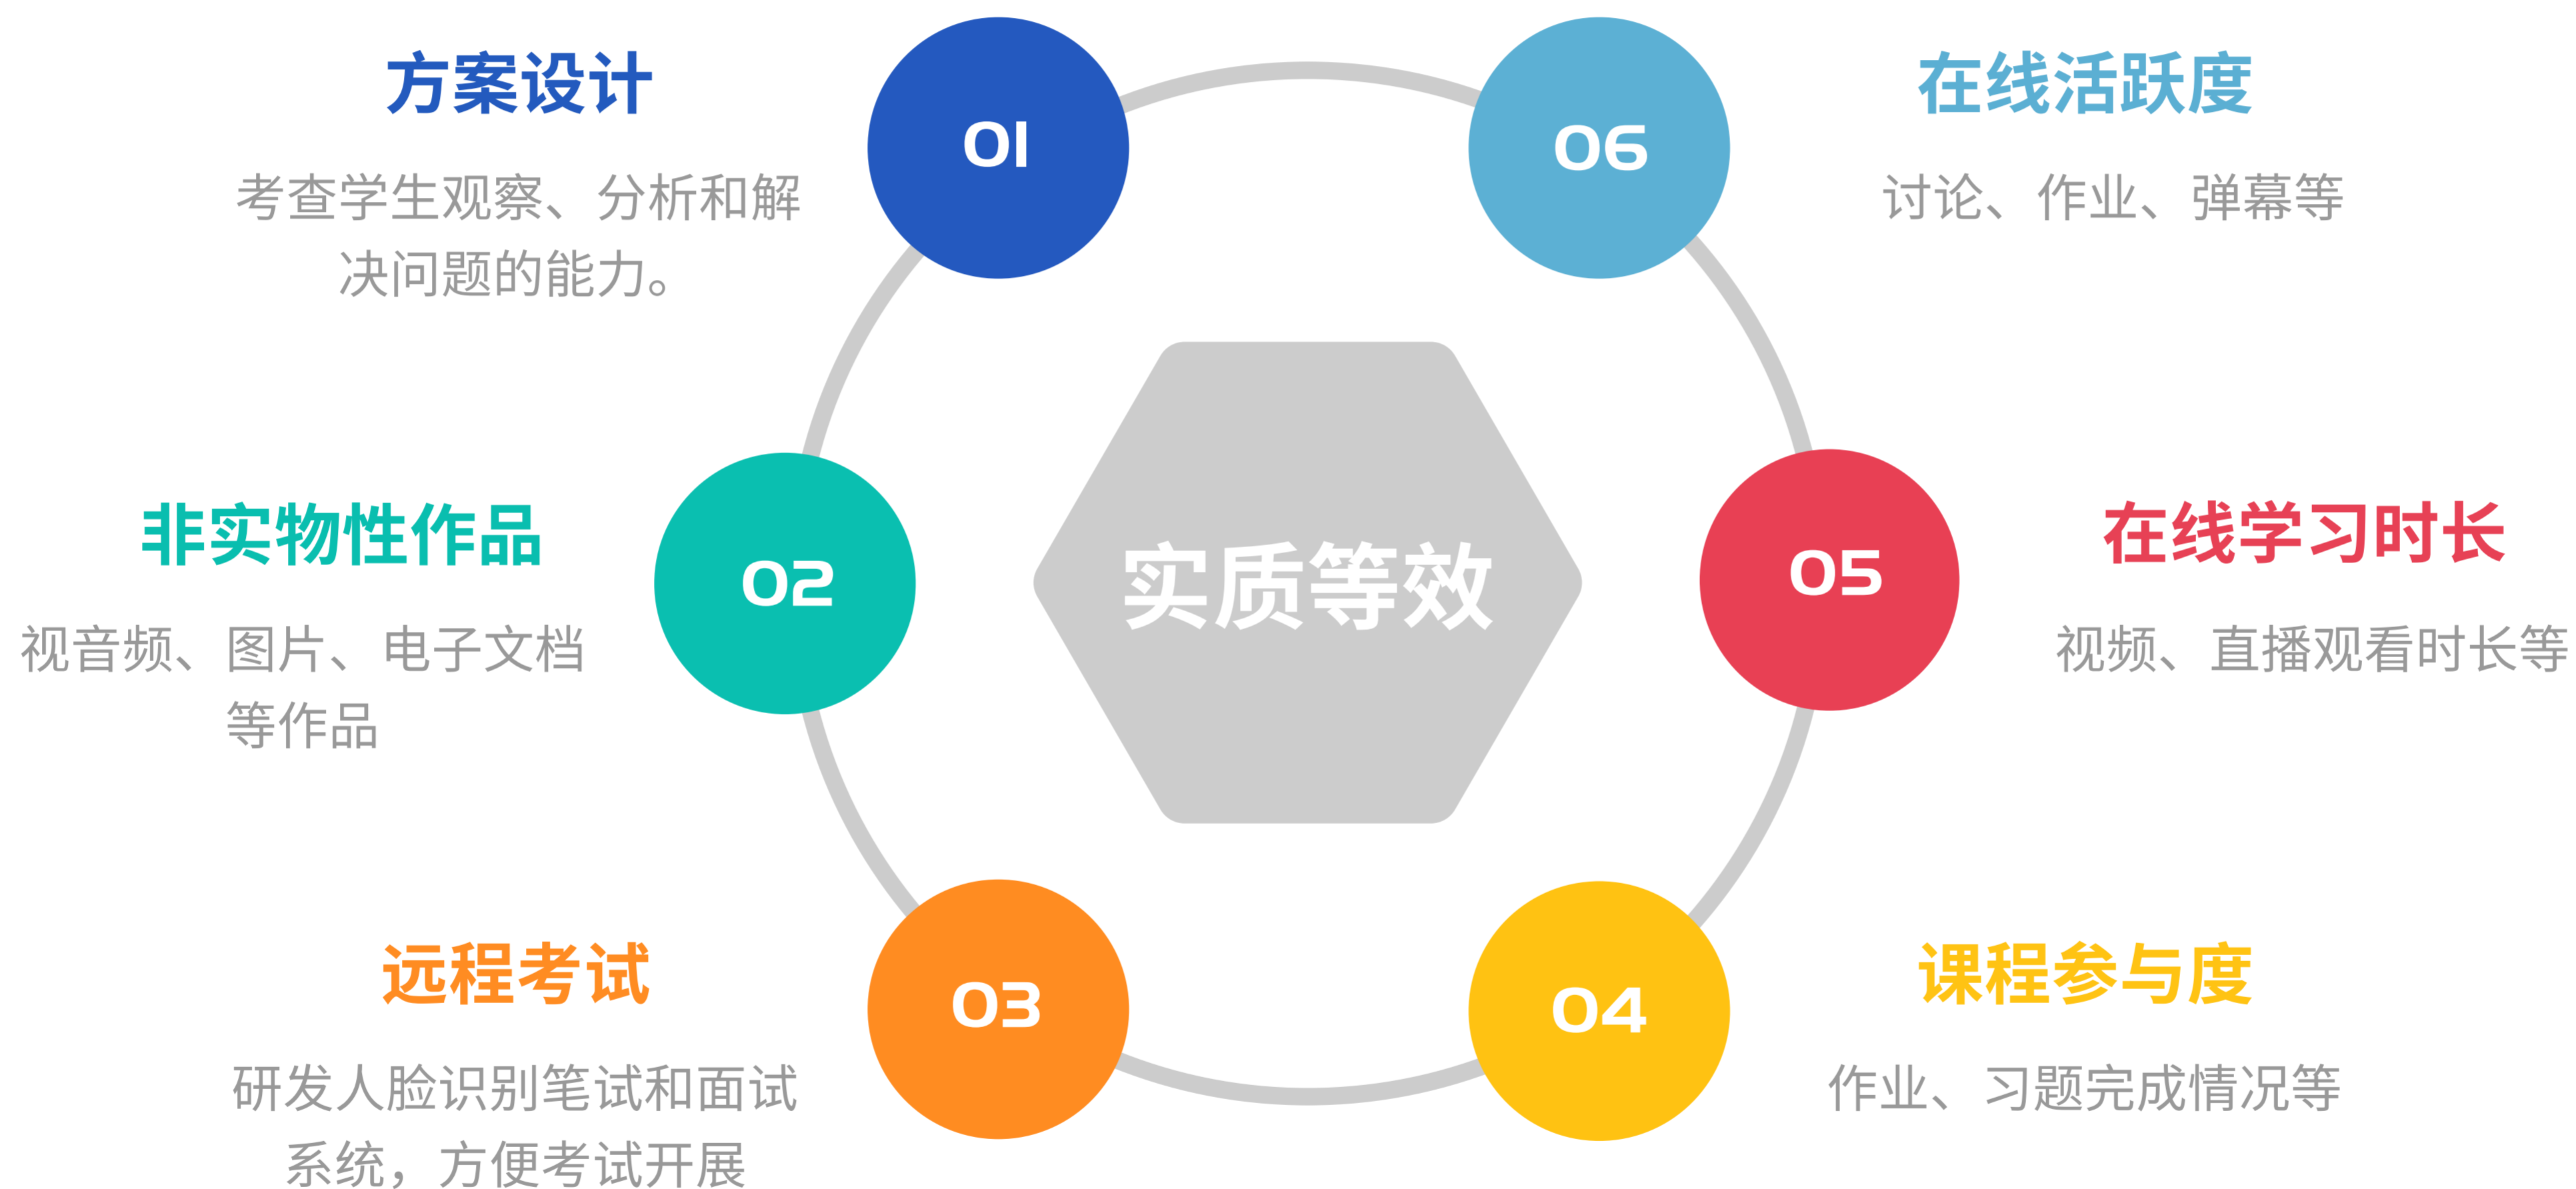 方案设计
考查学生观察、分析和解
决问题的能力。
01
非实物性作品
视音频、图片、电子文档
等作品
02
远程考试
研发人脸识别笔试和面试
系统，方便考试开展
03
实质等效
06
在线活跃度
讨论、作业、弹幕等
05
在线学习时长
视频、直播观看时长等
04
课程参与度
作业、习题完成情况等